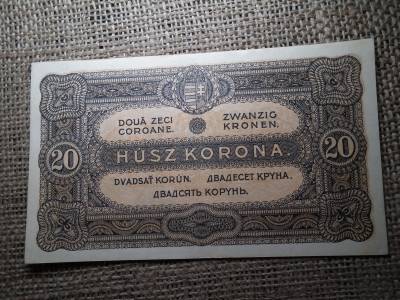 DOUĂ ZECI
COROANE.
ZWANZIG
KRONEN.
20
HUSZ KORONA
20
DVADSAŤ KORÚN.
ДВАДЕСЕТ КРУНА.
ДВАДЦЯТЬ КОРУНЬ.